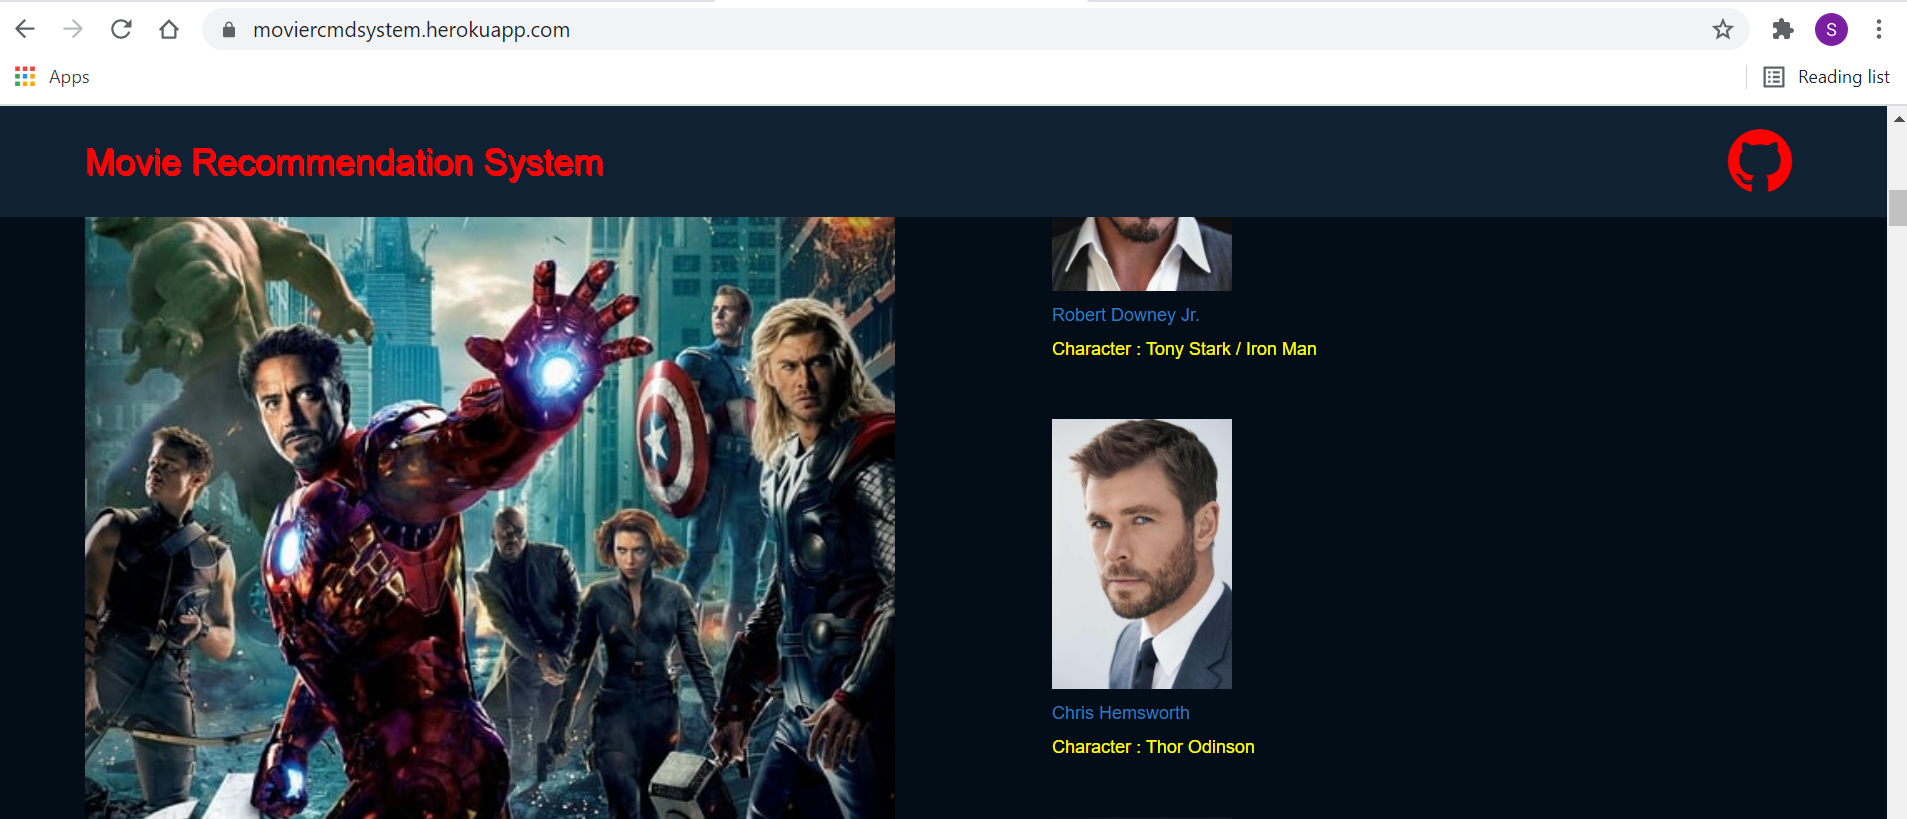 moviercmdsystem.herokuapp.com
S
Apps
Reading list
Movie Recommendation System
Robert Downey Jr.
Character : Tony Stark / Iron Man
Chris Hemsworth
Character : Thor Odinson